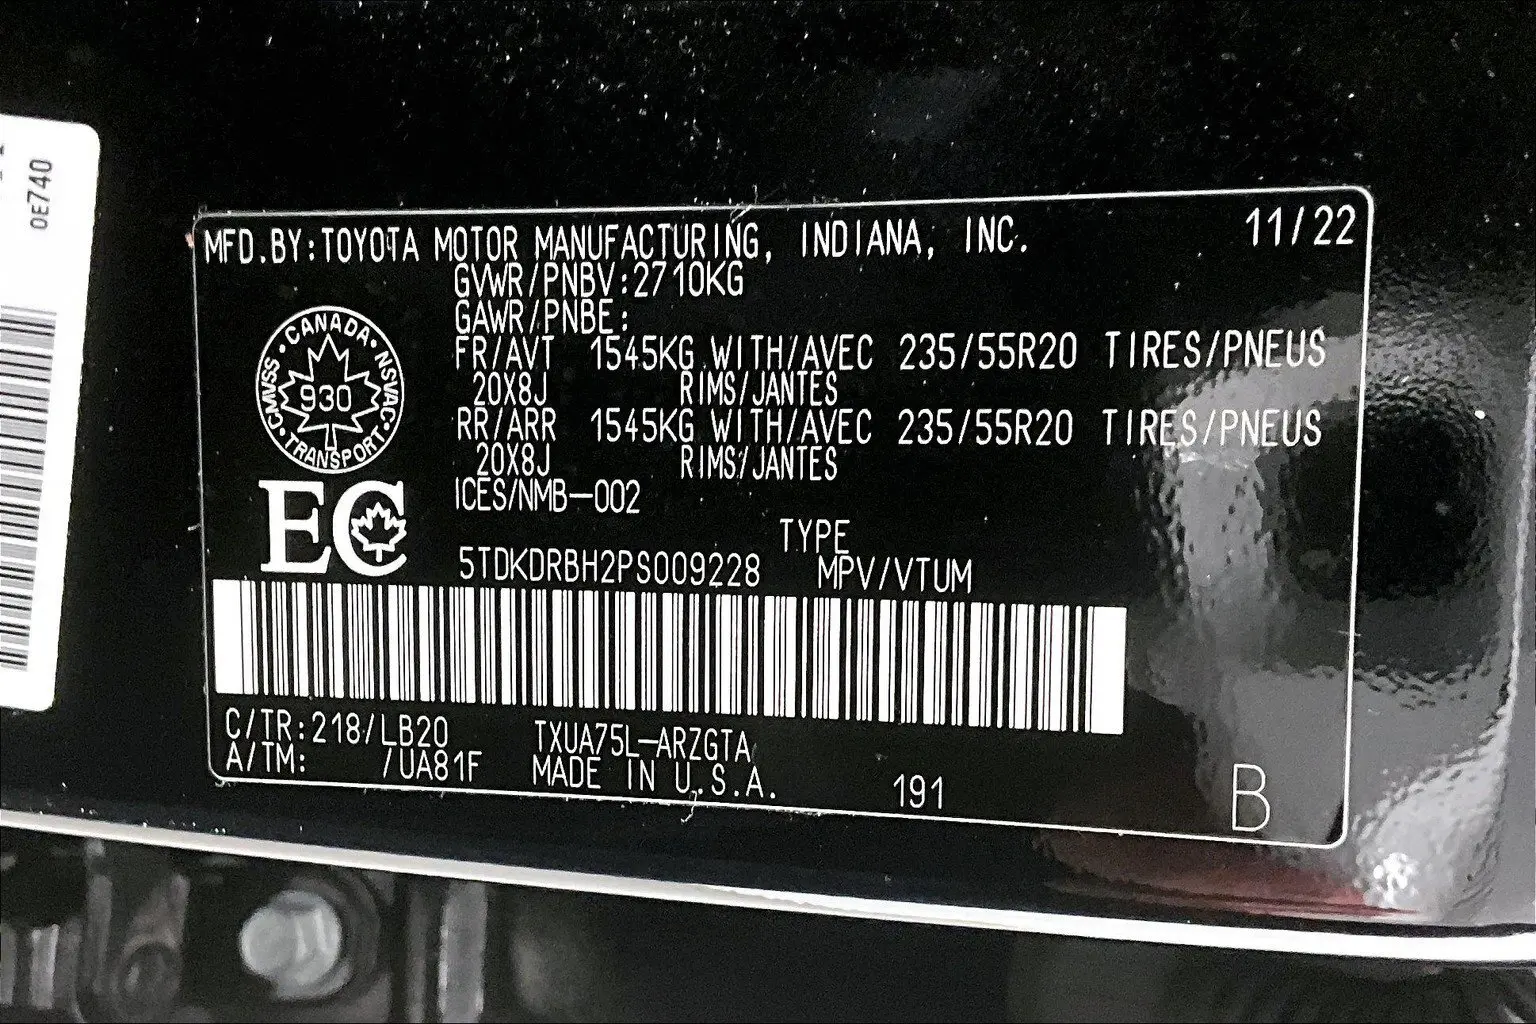 0E740
MFD.BY:TOYOTA MOTOR MANUFACTURING, INDIANA, INC. 11/22
GVWR/PNBV:2710KG
GAWR/PNBE:
FR/AVT 1545KG WITH/AVEC 235/55R20 TIRES/PNEUS
20X8J RIMS/JANTES
RR/ARR 1545KG WITH/AVEC 235/55R20 TIRES/PNEUS
20X8J RIMS/JANTES
ICES/NMB-002
CANADA • NSVAC • TRANSPORT • CMVSS •
930
EC
TYPE
5TDKDRBH2PS009228 MPV/VTUM
C/TR:218/LB20 TXUA75L-ARZGTA
A/TM: /UA81F MADE IN U.S.A. 191 B